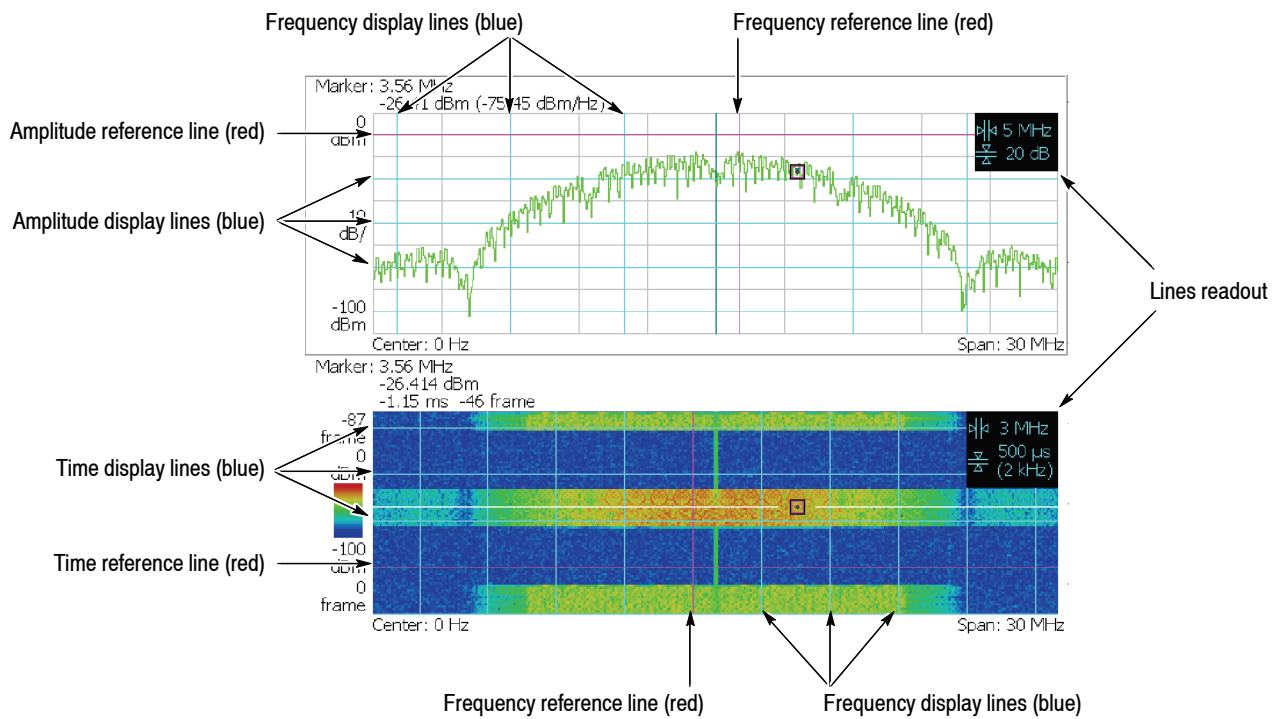 Frequency display lines (blue)
Frequency reference line (red)
Marker: 3.56 MHz
Amplitude reference line (red)
0
dBm
5 MHz
20 dB
Amplitude display lines (blue)
dB/
-100
dBm
Center: 0 Hz
Span: 30 MHz
Lines readout
Marker: 3.56 MHz
-26.414 dBm
-1.15 ms -46 frame
-87
frame
3 MHz
500 µs
(2 kHz)
Time display lines (blue)
0
dBm
Time reference line (red)
-100
dBm
0
frame
Center: 0 Hz
Span: 30 MHz
Frequency reference line (red)
Frequency display lines (blue)